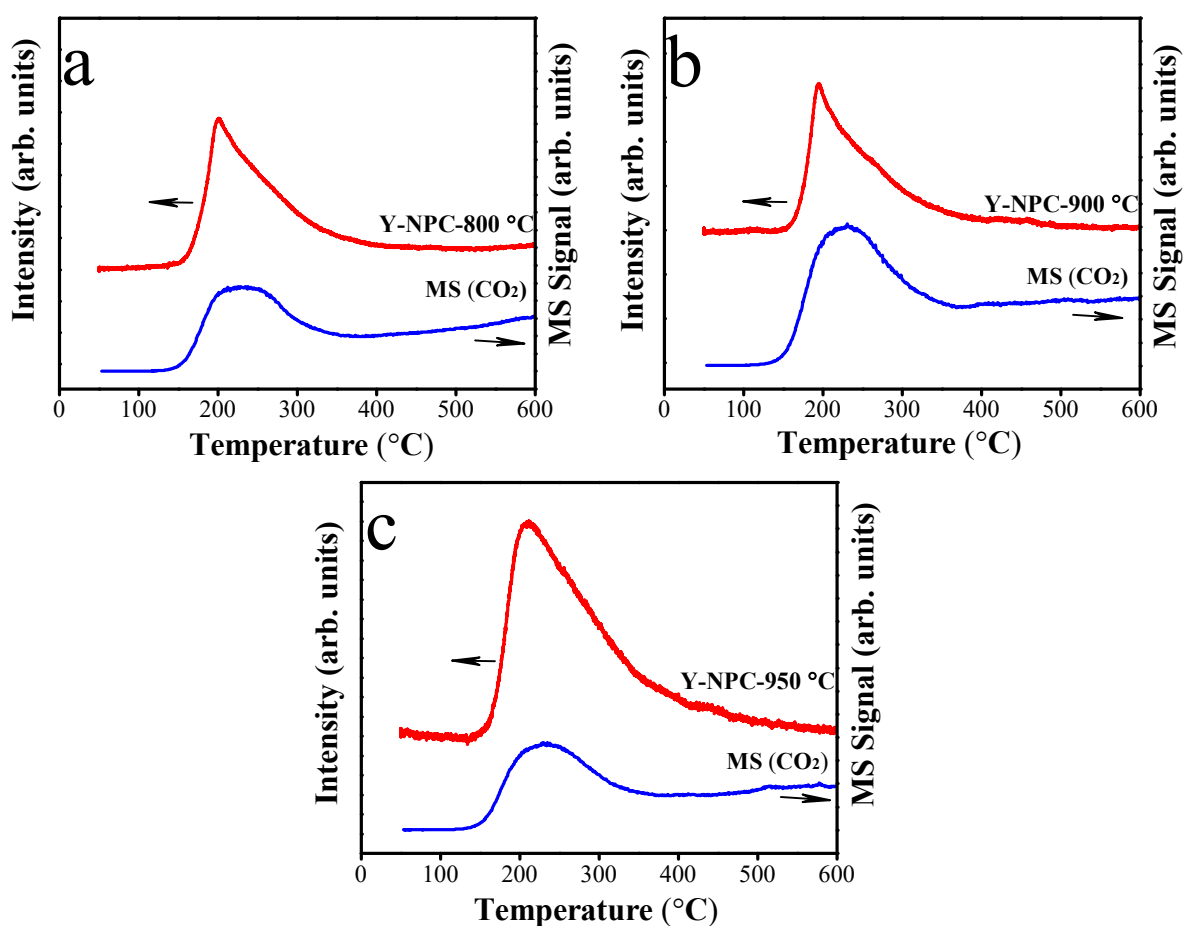 a
Intensity (arb. units)
Y-NPC-800 °C
MS (CO₂)
MS Signal (arb. units)
0 100 200 300 400 500 600
Temperature (°C)
b
Intensity (arb. units)
Y-NPC-900 °C
MS (CO₂)
MS Signal (arb. units)
0 100 200 300 400 500 600
Temperature (°C)
c
Intensity (arb. units)
Y-NPC-950 °C
MS (CO₂)
MS Signal (arb. units)
0 100 200 300 400 500 600
Temperature (°C)